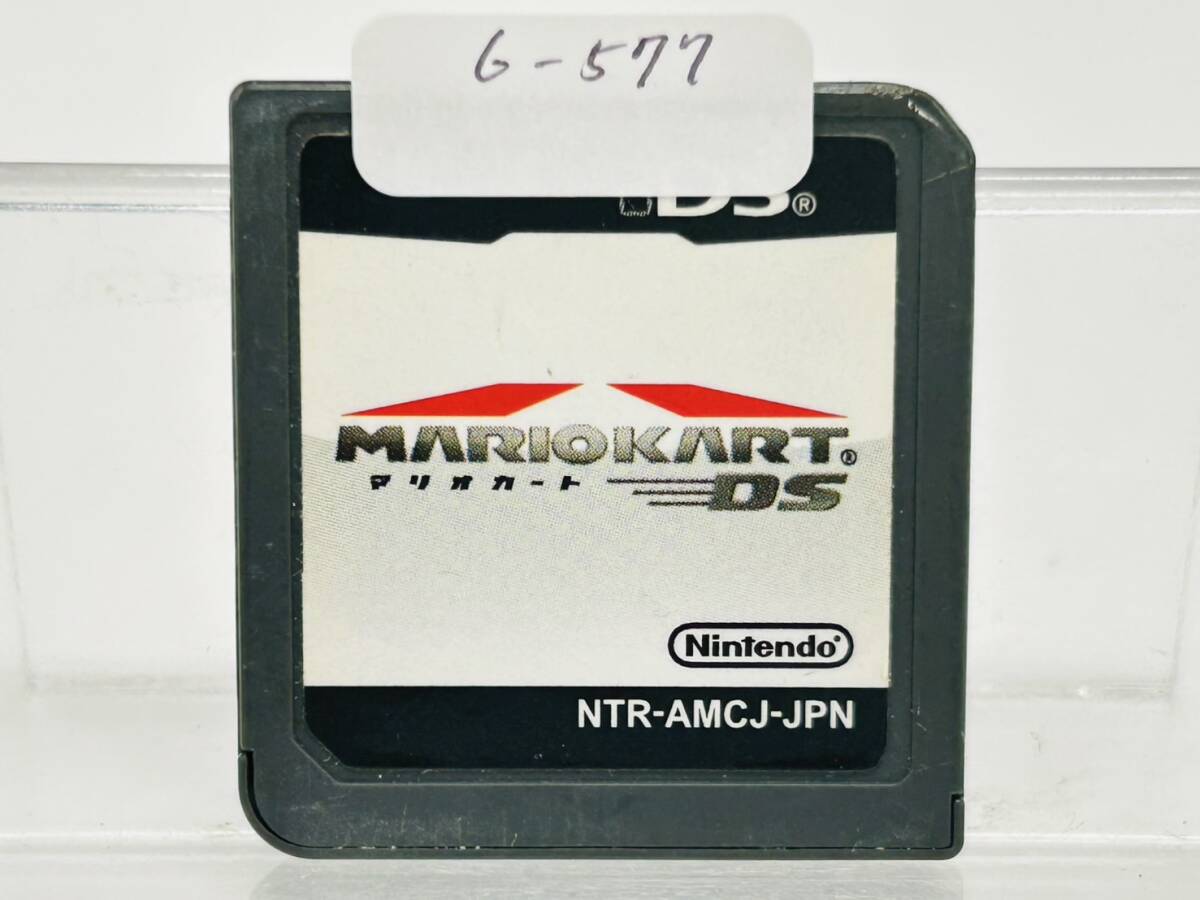 6-577
DS®
MARIOKART®
マリオカート DS
Nintendo®
NTR-AMCJ-JPN